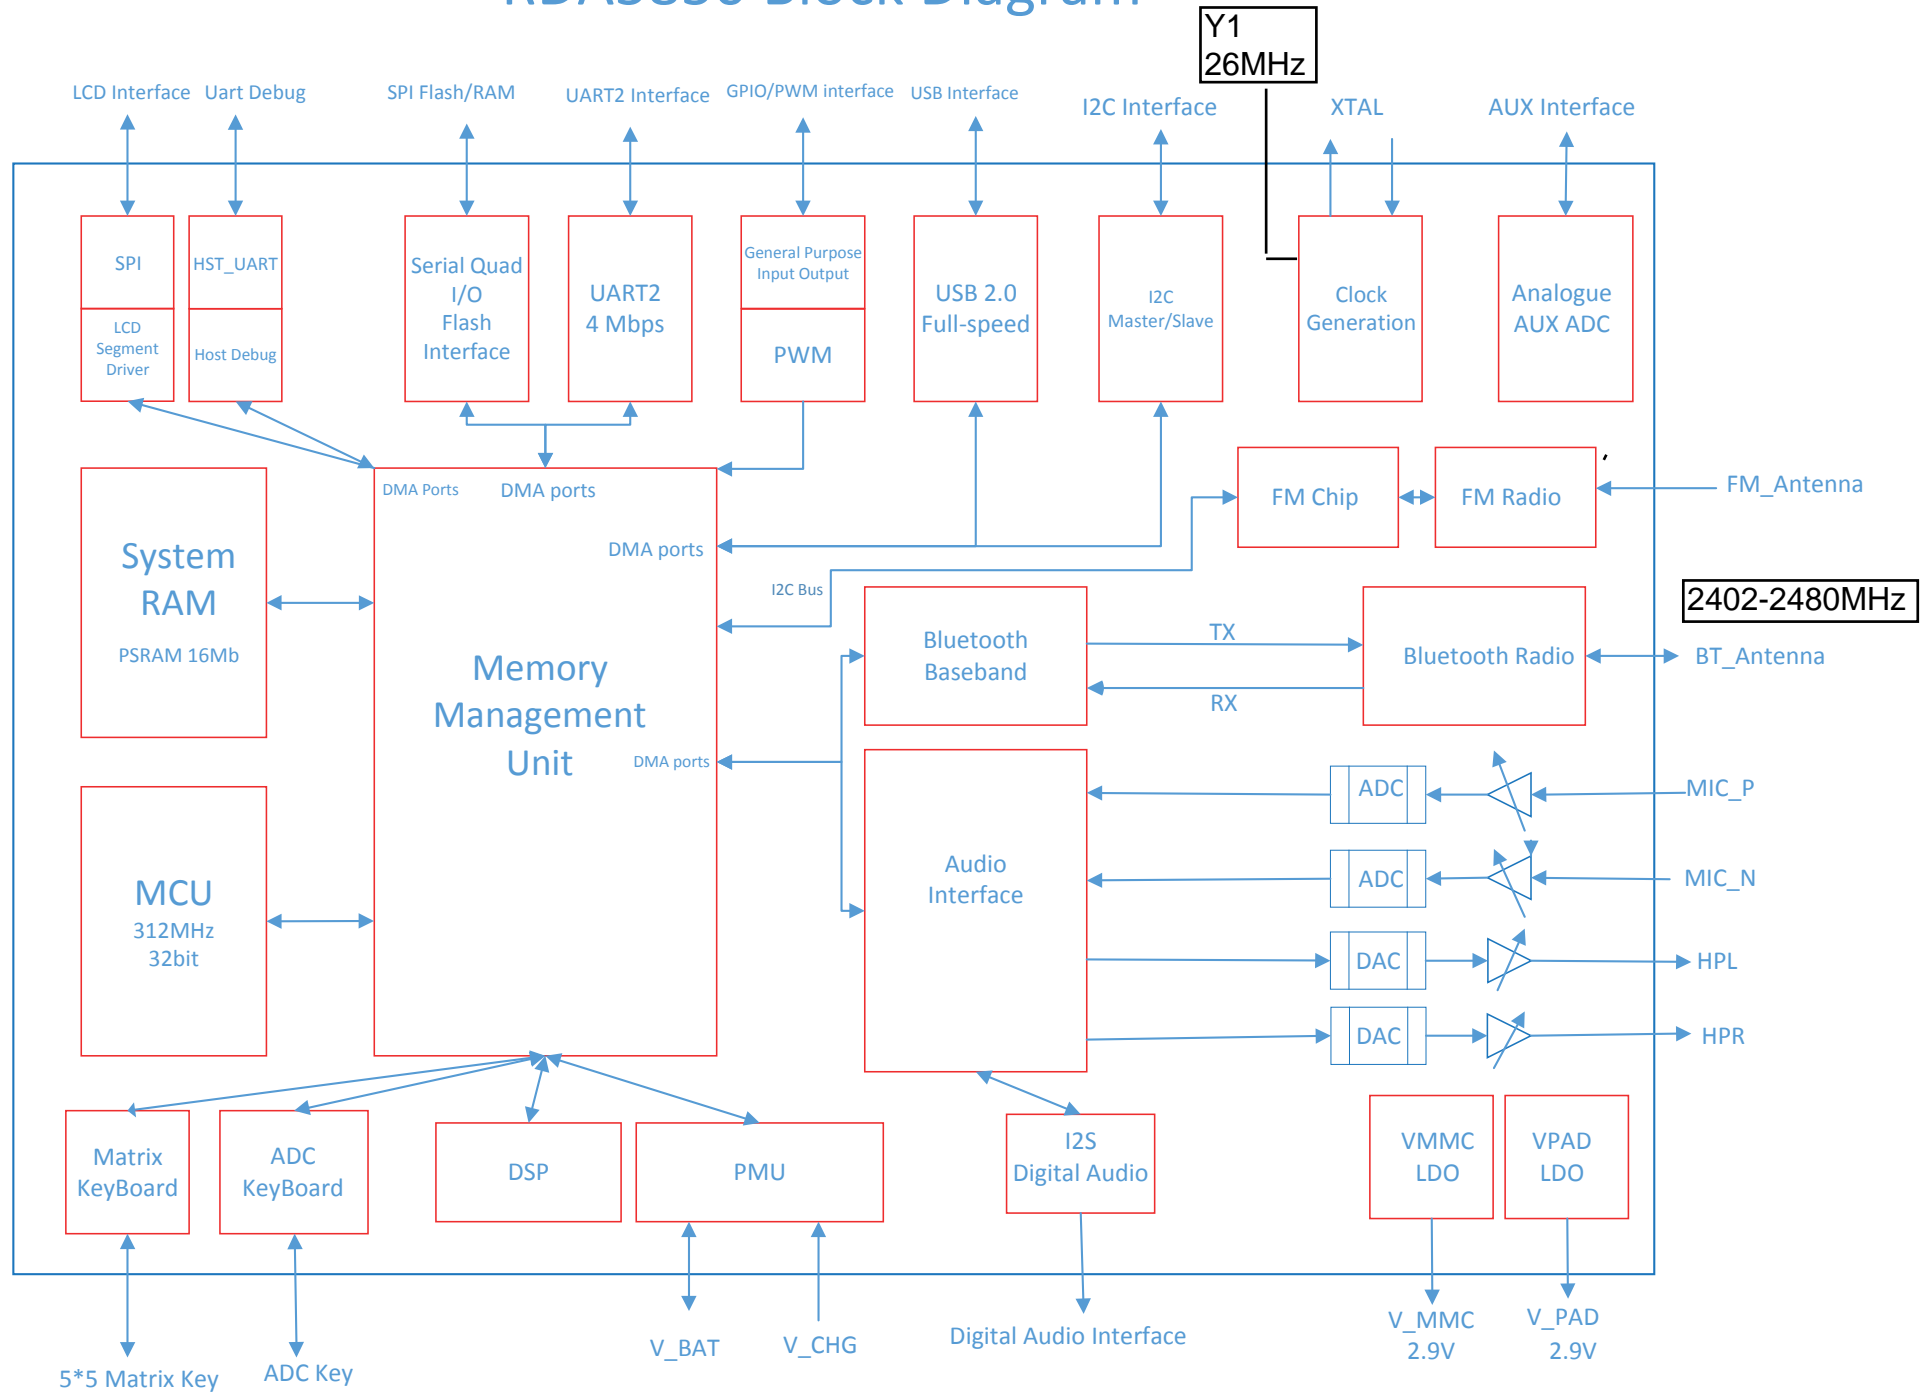 Block Diagram
Y1
26MHz
LCD Interface
Uart Debug
SPI Flash/RAM
UART2 Interface
GPIO/PWM interface
USB Interface
I2C Interface
XTAL
AUX Interface
SPI
HST_UART
Serial Quad
I/O
Flash
Interface
UART2
4 Mbps
General Purpose
Input Output
USB 2.0
Full-speed
I2C
Master/Slave
Clock
Generation
Analogue
AUX ADC
LCD
Segment
Driver
Host Debug
PWM
DMA Ports
DMA ports
FM Chip
FM Radio
FM_Antenna
System
RAM
PSRAM 16Mb
DMA ports
I2C Bus
2402-2480MHz
Bluetooth
Baseband
TX
RX
Bluetooth Radio
BT_Antenna
Memory
Management
Unit
DMA ports
ADC
MIC_P
MCU
312MHz
32bit
Audio
Interface
ADC
MIC_N
DAC
HPL
DAC
HPR
Matrix
KeyBoard
ADC
KeyBoard
DSP
PMU
I2S
Digital Audio
VMMC
LDO
VPAD
LDO
5*5 Matrix Key
ADC Key
V_BAT
V_CHG
Digital Audio Interface
V_MMC
2.9V
V_PAD
2.9V